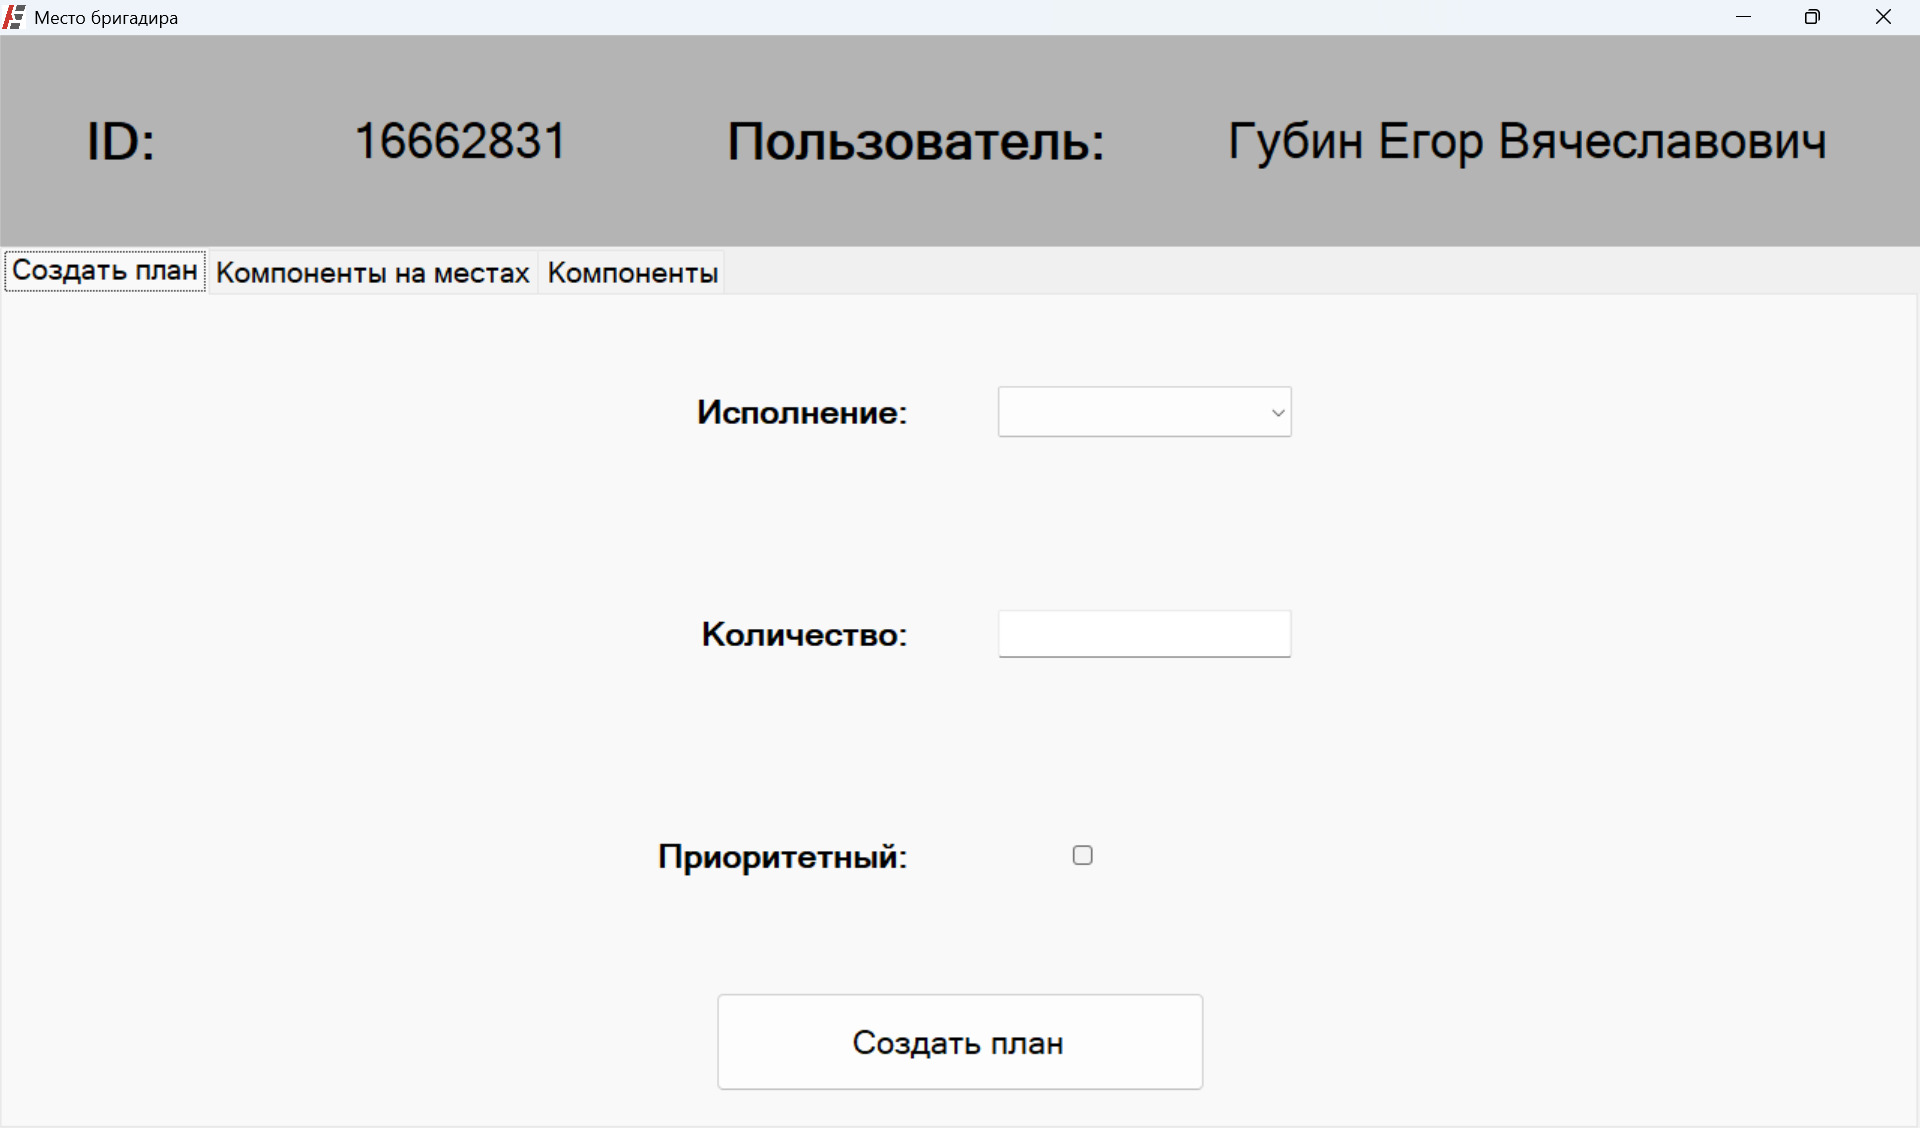 Место бригадира
ID: 16662831 Пользователь: Губин Егор Вячеславович
Создать план Компоненты на местах Компоненты
Исполнение:
Количество:
Приоритетный:
Создать план